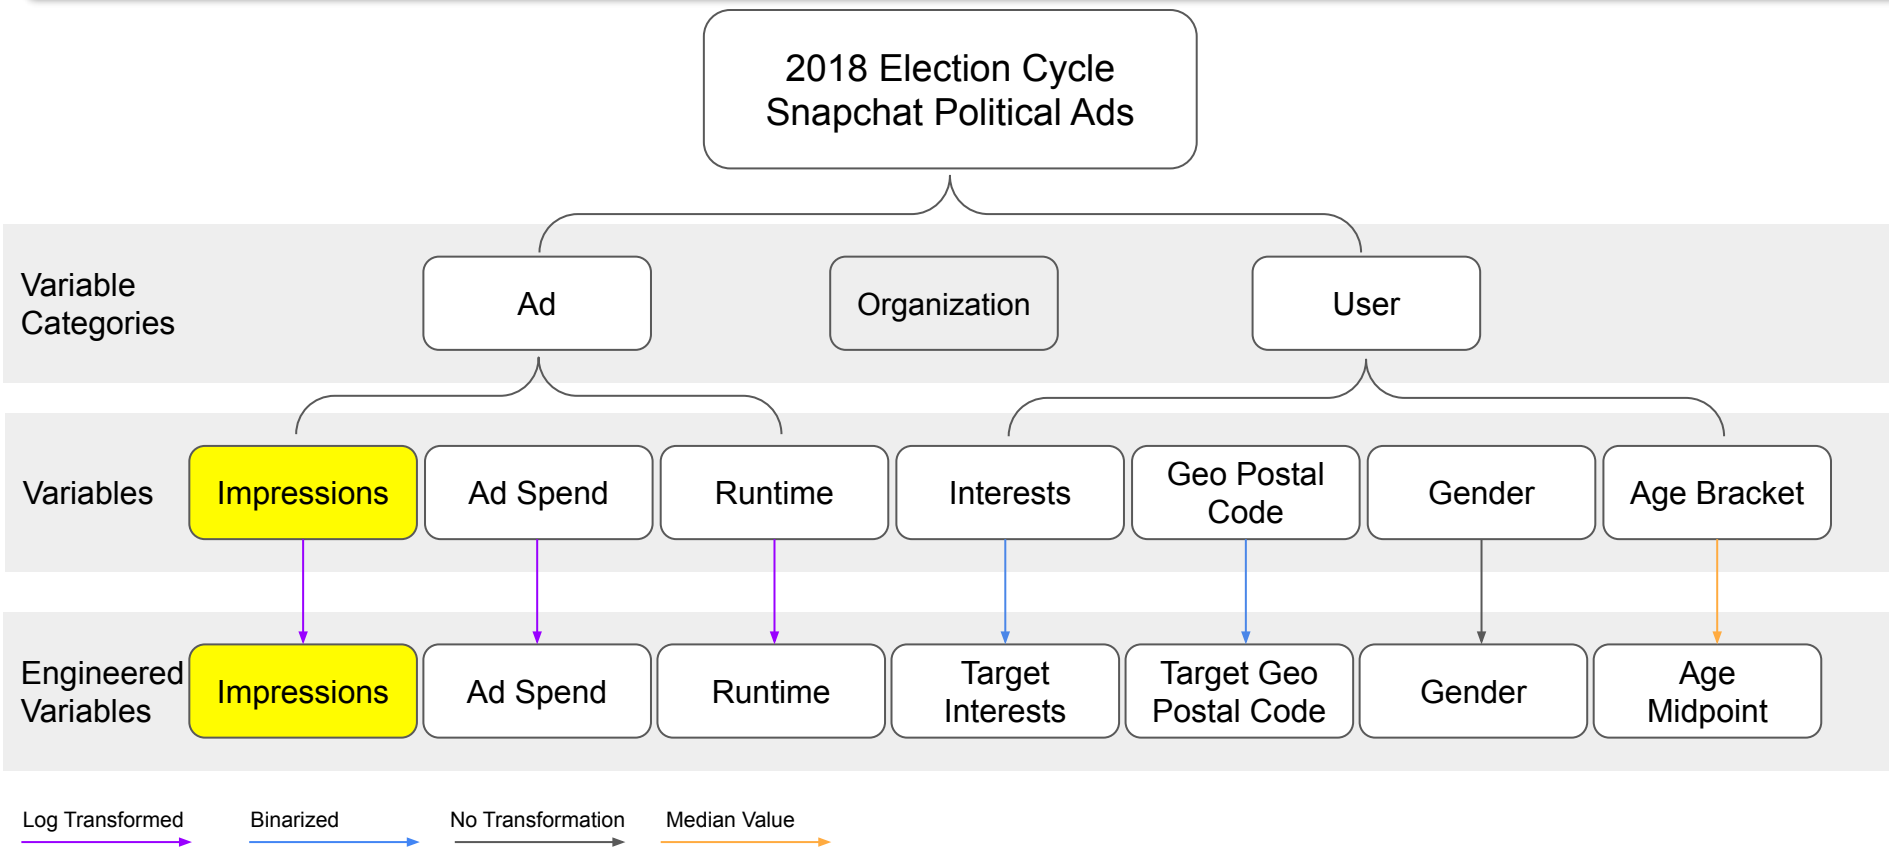 2018 Election Cycle
Snapchat Political Ads
Variable
Categories
Ad
Organization
User
Variables
Impressions
Ad Spend
Runtime
Interests
Geo Postal
Code
Gender
Age Bracket
Engineered
Variables
Impressions
Ad Spend
Runtime
Target
Interests
Target Geo
Postal Code
Gender
Age
Midpoint
Log Transformed
Binarized
No Transformation
Median Value